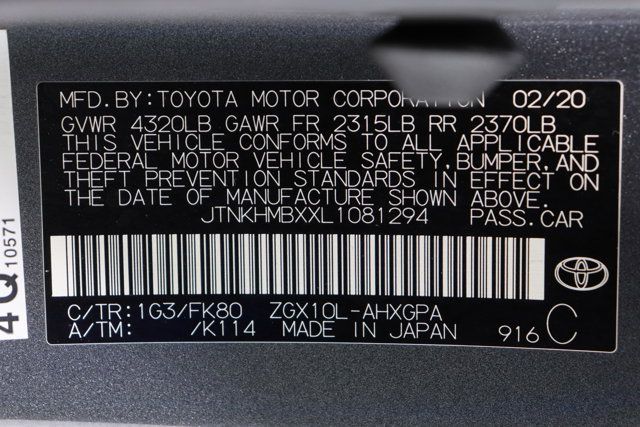 MFD.BY:TOYOTA MOTOR CORPORATION 02/20
GVWR 4320LB GAWR FR 2315LB RR 2370LB
THIS VEHICLE CONFORMS TO ALL APPLICABLE
FEDERAL MOTOR VEHICLE SAFETY, BUMPER, AND
THEFT PREVENTION STANDARDS IN EFFECT ON
THE DATE OF MANUFACTURE SHOWN ABOVE.
JTNKHMBXXL1081294 PASS.CAR
C/TR:1G3/FK80 ZGX10L-AHXGPA
A/TM: /K114 MADE IN JAPAN 916 C
4Q 10571